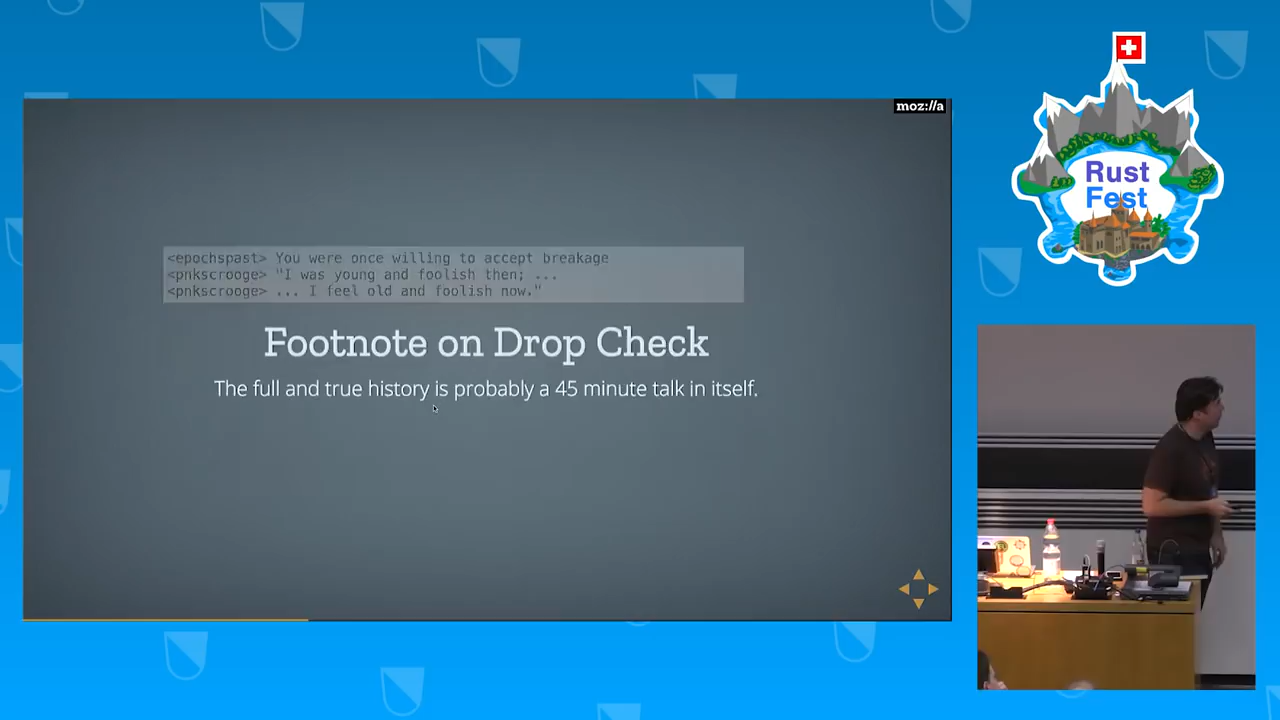 moz://a
<epochspast> You were once willing to accept breakage
<pnkscrooge> "I was young and foolish then; ...
<pnkscrooge> ... I feel old and foolish now."
Footnote on Drop Check
The full and true history is probably a 45 minute talk in itself.
Rust
Fest